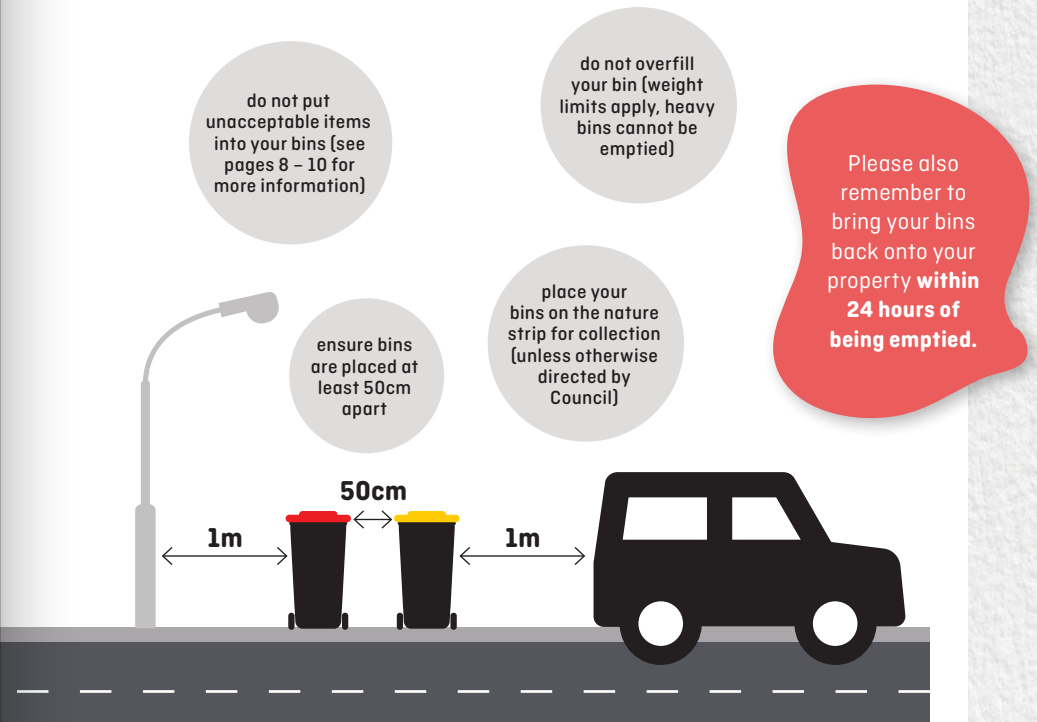 do not put
unacceptable items
into your bins (see
pages 8 – 10 for
more information)
do not overfill
your bin (weight
limits apply, heavy
bins cannot be
emptied)
Please also
remember to
bring your bins
back onto your
property within
24 hours of
being emptied.
ensure bins
are placed at
least 50cm
apart
place your
bins on the nature
strip for collection
(unless otherwise
directed by
Council)
50cm
1m
1m